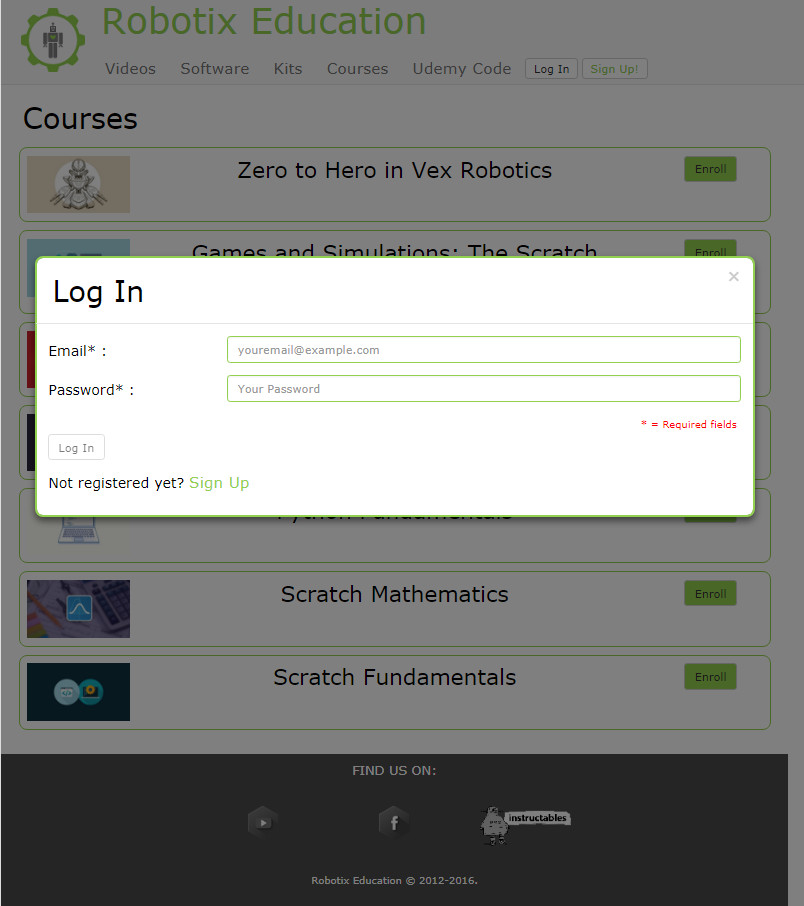 Robotix Education
Videos Software Kits Courses Udemy Code Log In Sign Up!
Courses
Zero to Hero in Vex Robotics Enroll
Games and Simulations: The Scratch Enroll
Log In ×
Email* : youremail@example.com
Password* : Your Password
* = Required fields
Log In
Not registered yet? Sign Up
Python Fundamentals
Scratch Mathematics Enroll
Scratch Fundamentals Enroll
FIND US ON:
instructables
Robotix Education © 2012-2016.